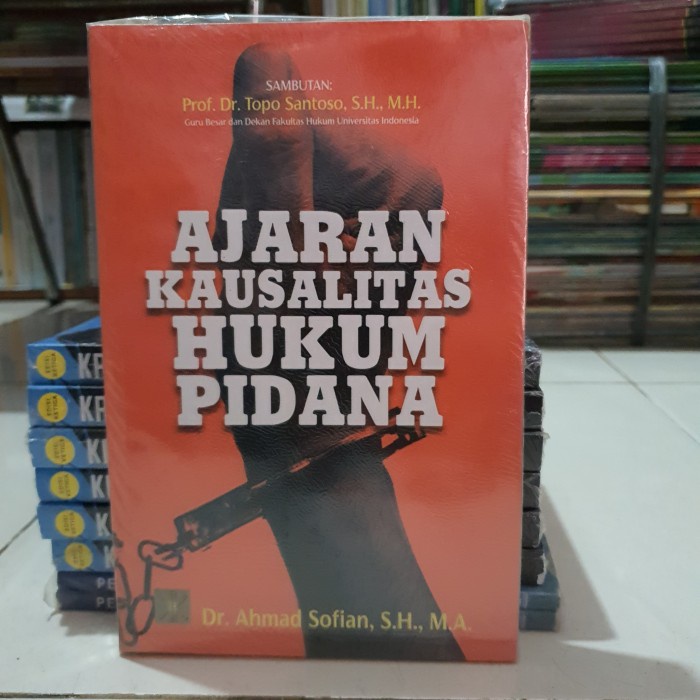 SAMBUTAN:
Prof. Dr. Topo Santoso, S.H., M.H.
Guru Besar dan Dekan Fakultas Hukum Universitas Indonesia
AJARAN
KAUSALITAS
HUKUM
PIDANA
Dr. Ahmad Sofian, S.H., M.A.